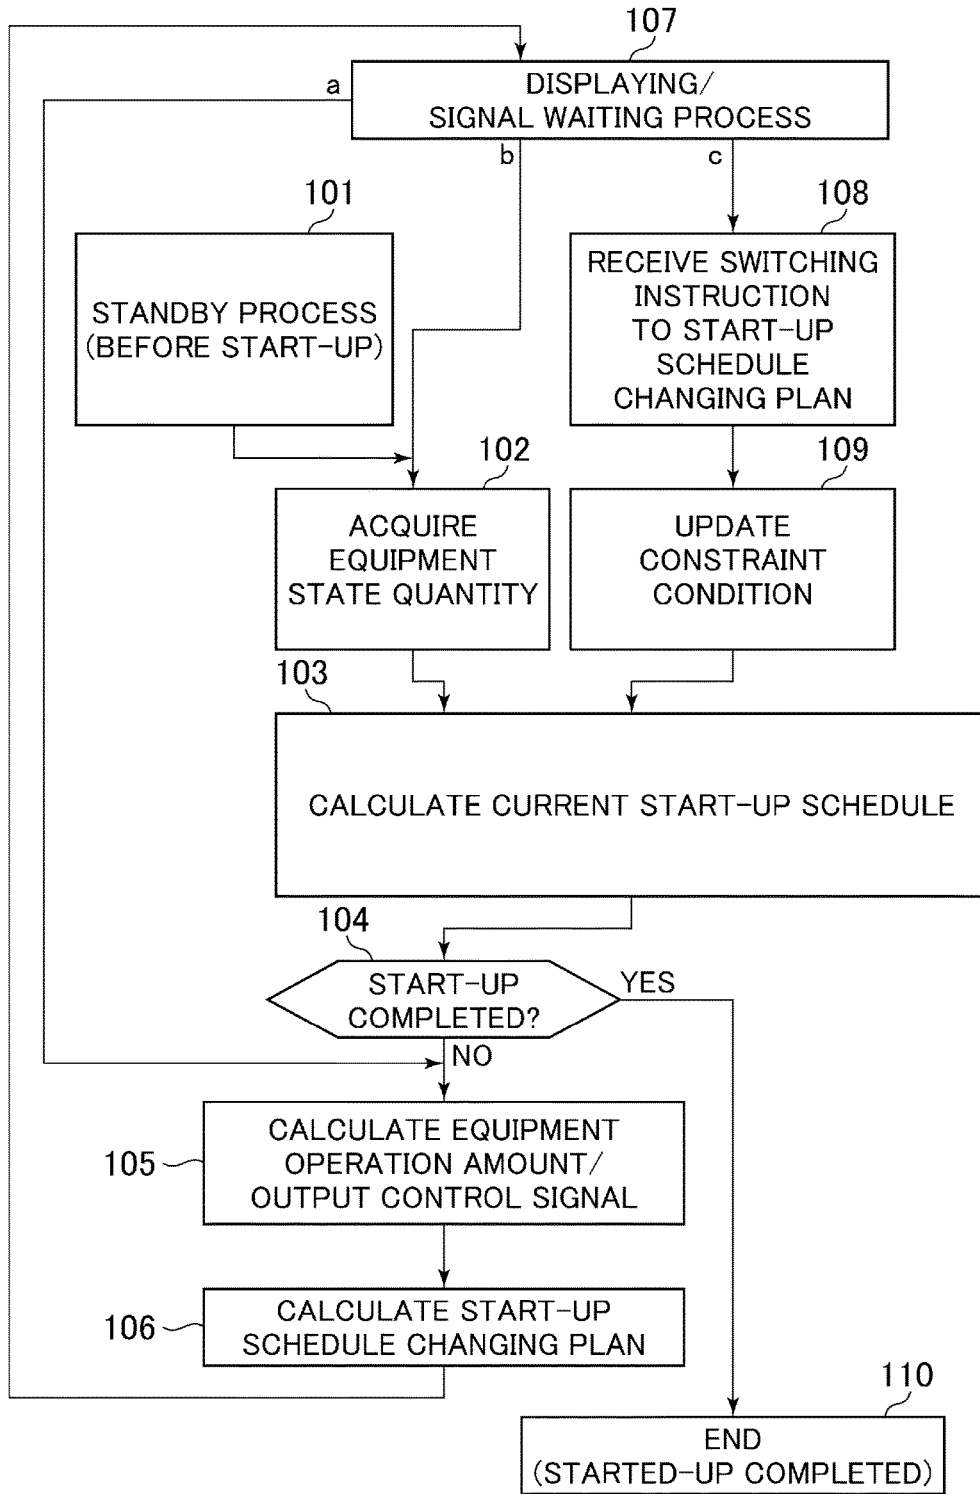 107
DISPLAYING/
SIGNAL WAITING PROCESS
a
b
c
101
STANDBY PROCESS
(BEFORE START-UP)
108
RECEIVE SWITCHING
INSTRUCTION
TO START-UP
SCHEDULE
CHANGING PLAN
102
ACQUIRE
EQUIPMENT
STATE QUANTITY
109
UPDATE
CONSTRAINT
CONDITION
103
CALCULATE CURRENT START-UP SCHEDULE
104
START-UP
COMPLETED?
YES
NO
105
CALCULATE EQUIPMENT
OPERATION AMOUNT/
OUTPUT CONTROL SIGNAL
106
CALCULATE START-UP
SCHEDULE CHANGING PLAN
110
END
(STARTED-UP COMPLETED)